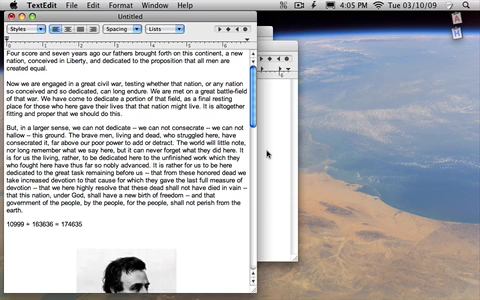 TextEdit File Edit Format Window Help
4:05 PM Tue 03/10/09
Untitled
Styles Spacing Lists
0 1 2 3 4 5 6
Four score and seven years ago our fathers brought forth on this continent, a new
nation, conceived in Liberty, and dedicated to the proposition that all men are
created equal.
Now we are engaged in a great civil war, testing whether that nation, or any nation
so conceived and so dedicated, can long endure. We are met on a great battle-field
of that war. We have come to dedicate a portion of that field, as a final resting
place for those who here gave their lives that that nation might live. It is altogether
fitting and proper that we should do this.
But, in a larger sense, we can not dedicate -- we can not consecrate -- we can not
hallow -- this ground. The brave men, living and dead, who struggled here, have
consecrated it, far above our poor power to add or detract. The world will little note,
nor long remember what we say here, but it can never forget what they did here. It
is for us the living, rather, to be dedicated here to the unfinished work which they
who fought here have thus far so nobly advanced. It is rather for us to be here
dedicated to the great task remaining before us -- that from these honored dead we
take increased devotion to that cause for which they gave the last full measure of
devotion -- that we here highly resolve that these dead shall not have died in vain --
that this nation, under God, shall have a new birth of freedom -- and that
government of the people, by the people, for the people, shall not perish from the
earth.
10999 + 163636 = 174635